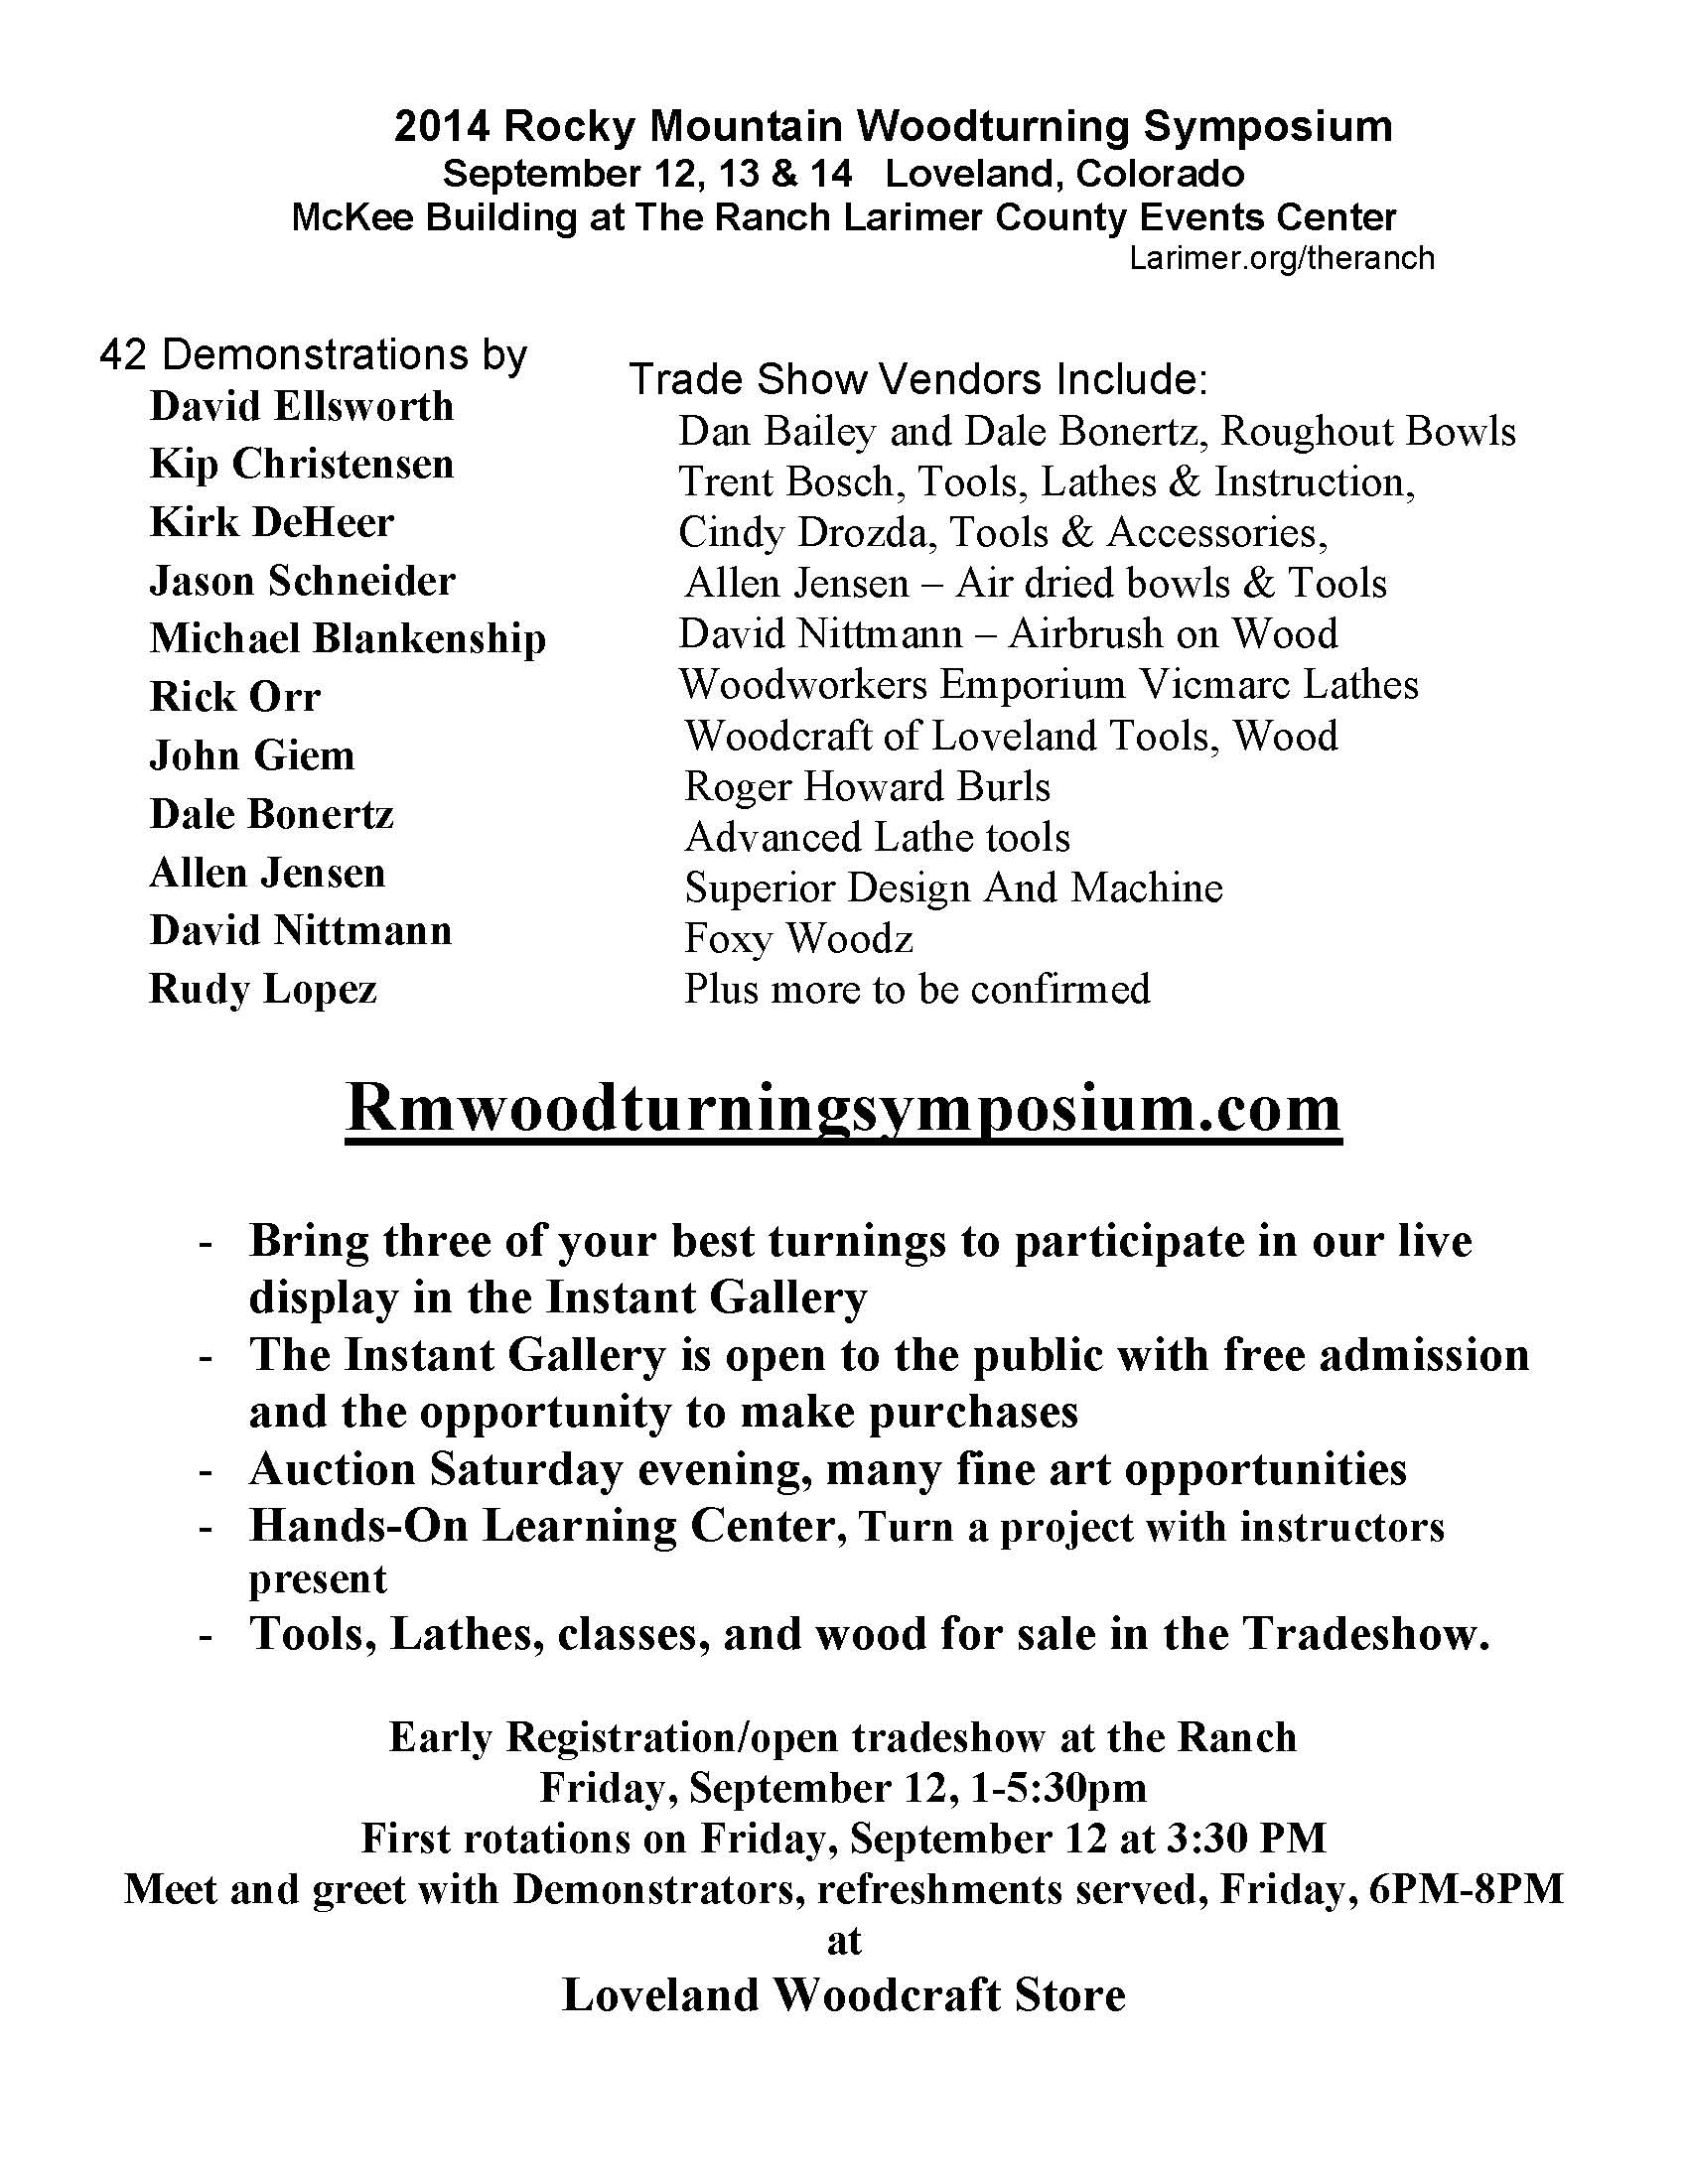 2014 Rocky Mountain Woodturning Symposium
September 12, 13 & 14   Loveland, Colorado
McKee Building at The Ranch Larimer County Events Center
Larimer.org/theranch
42 Demonstrations by
David Ellsworth
Kip Christensen
Kirk DeHeer
Jason Schneider
Michael Blankenship
Rick Orr
John Giem
Dale Bonertz
Allen Jensen
David Nittmann
Rudy Lopez
Trade Show Vendors Include:
Dan Bailey and Dale Bonertz, Roughout Bowls
Trent Bosch, Tools, Lathes & Instruction,
Cindy Drozda, Tools & Accessories,
Allen Jensen – Air dried bowls & Tools
David Nittmann – Airbrush on Wood
Woodworkers Emporium Vicmarc Lathes
Woodcraft of Loveland Tools, Wood
Roger Howard Burls
Advanced Lathe tools
Superior Design And Machine
Foxy Woodz
Plus more to be confirmed
Rmwoodturningsymposium.com
- Bring three of your best turnings to participate in our live
display in the Instant Gallery
- The Instant Gallery is open to the public with free admission
and the opportunity to make purchases
- Auction Saturday evening, many fine art opportunities
- Hands-On Learning Center, Turn a project with instructors
present
- Tools, Lathes, classes, and wood for sale in the Tradeshow.
Early Registration/open tradeshow at the Ranch
Friday, September 12, 1-5:30pm
First rotations on Friday, September 12 at 3:30 PM
Meet and greet with Demonstrators, refreshments served, Friday, 6PM-8PM
at
Loveland Woodcraft Store